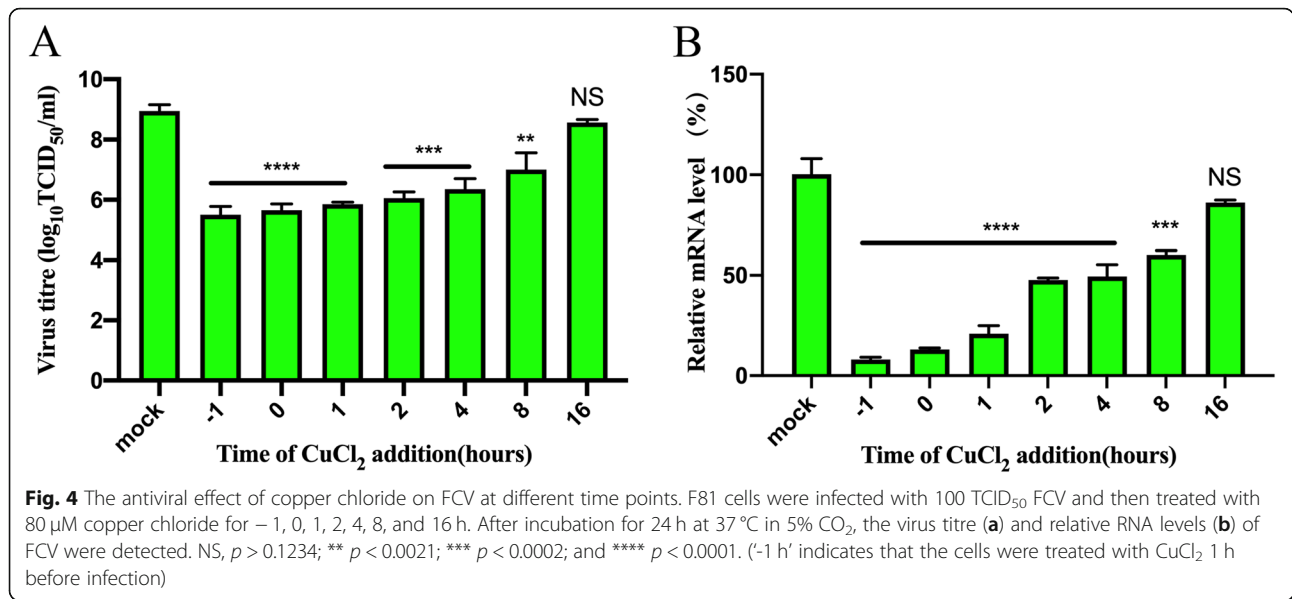 A
Virus titre (log10TCID50/ml)
10
8
6
4
2
0
****
***
**
NS
mock
-1
0
1
2
4
8
16
Time of CuCl2 addition(hours)
B
Relative mRNA level (%)
150
100
50
0
****
***
NS
mock
-1
0
1
2
4
8
16
Time of CuCl2 addition(hours)
Fig. 4 The antiviral effect of copper chloride on FCV at different time points. F81 cells were infected with 100 TCID50 FCV and then treated with
80 μM copper chloride for − 1, 0, 1, 2, 4, 8, and 16 h. After incubation for 24 h at 37 °C in 5% CO2, the virus titre (a) and relative RNA levels (b) of
FCV were detected. NS, p > 0.1234; ** p < 0.0021; *** p < 0.0002; and **** p < 0.0001. ('-1 h' indicates that the cells were treated with CuCl2 1 h
before infection)